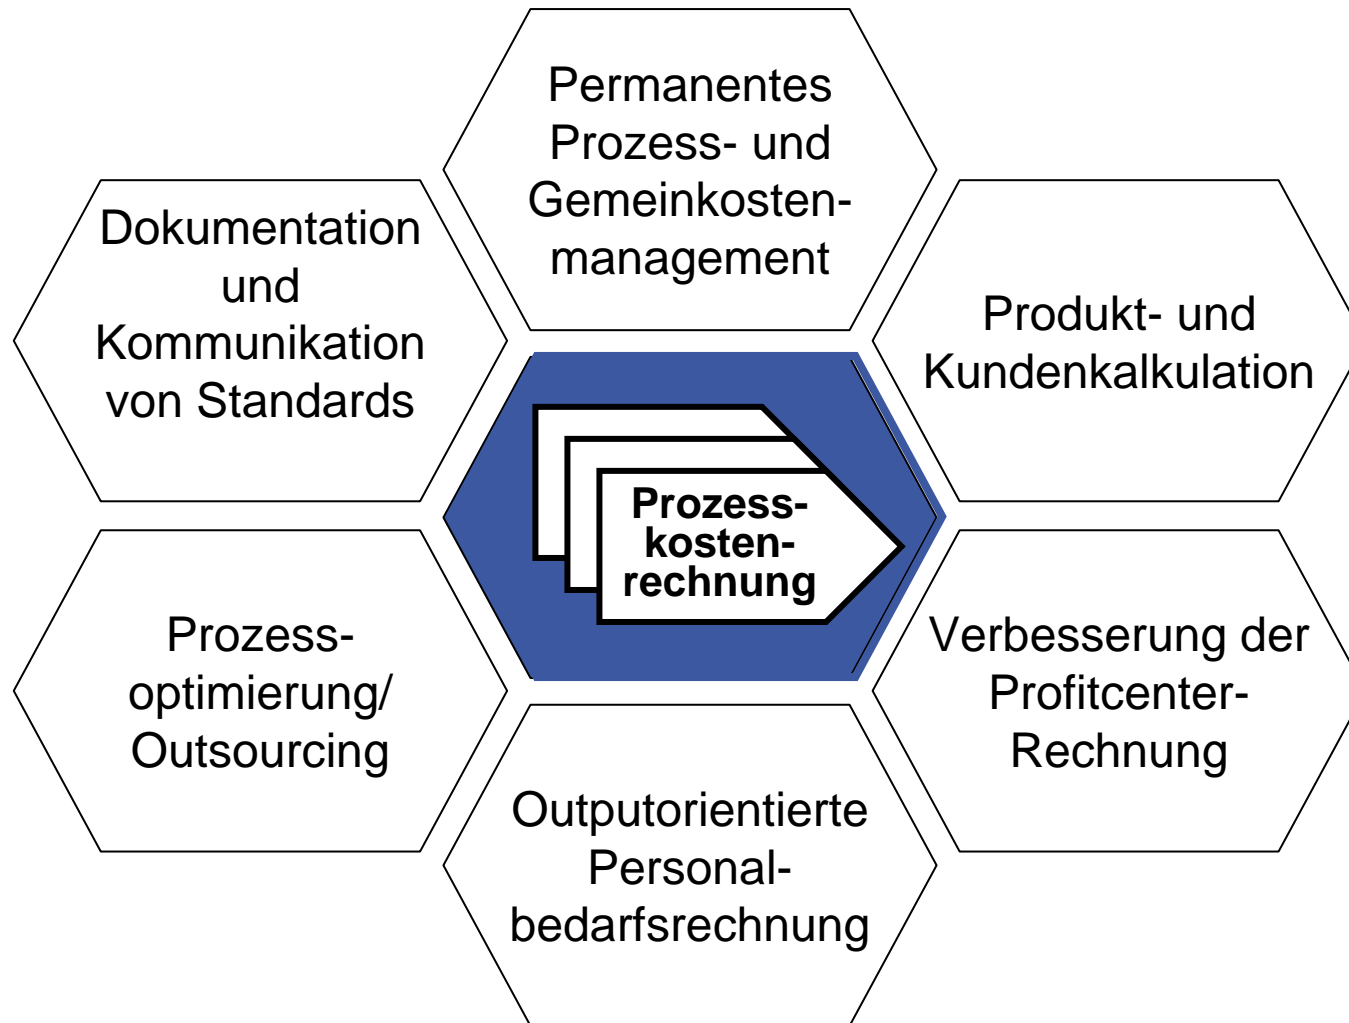 Permanentes
Prozess- und
Gemeinkosten-
management
Dokumentation
und
Kommunikation
von Standards
Produkt- und
Kundenkalkulation
Prozess-
kosten-
rechnung
Prozess-
optimierung/
Outsourcing
Verbesserung der
Profitcenter-
Rechnung
Outputorientierte
Personal-
bedarfsrechnung